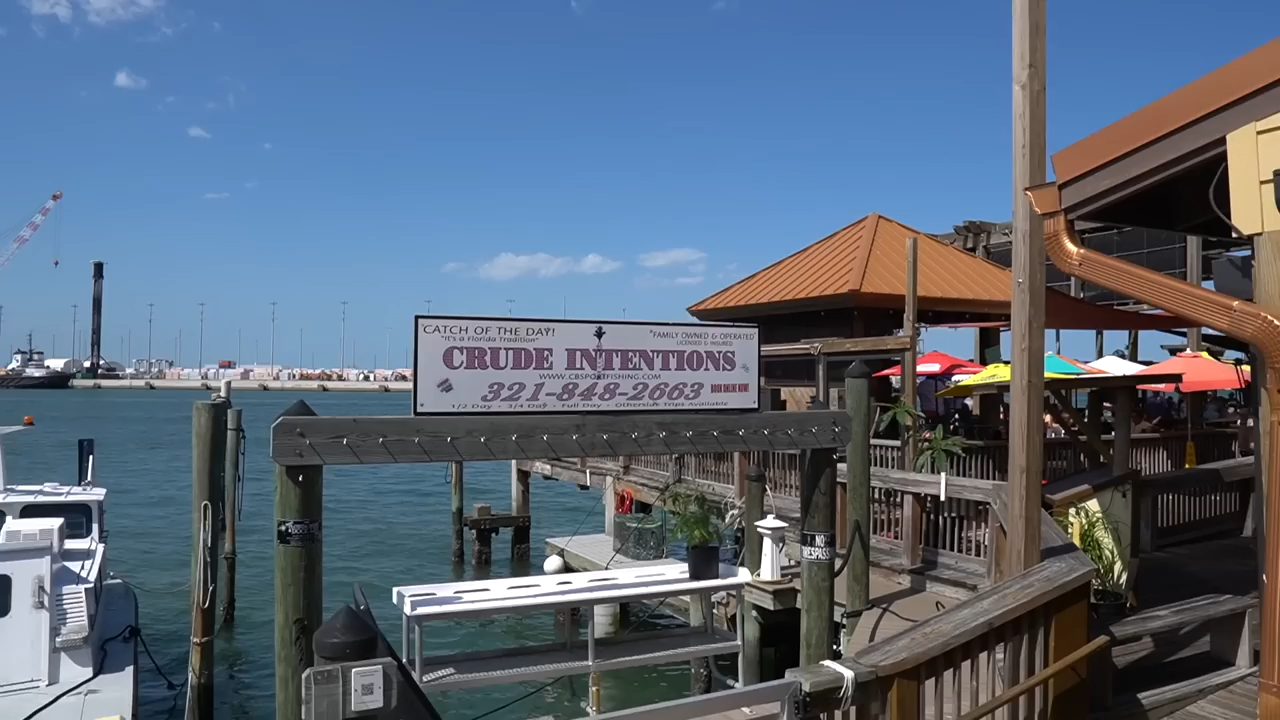 CATCH OF THE DAY!
"It's a Florida Tradition"
"FAMILY OWNED & OPERATED"
LICENSED & INSURED
CRUDE INTENTIONS
WWW.CBSPORTFISHING.COM
321-848-2663
BOOK ONLINE NOW!
1/2 Day - 3/4 Day - Full Day - Otherside Trips Available
NO
TRESPASS